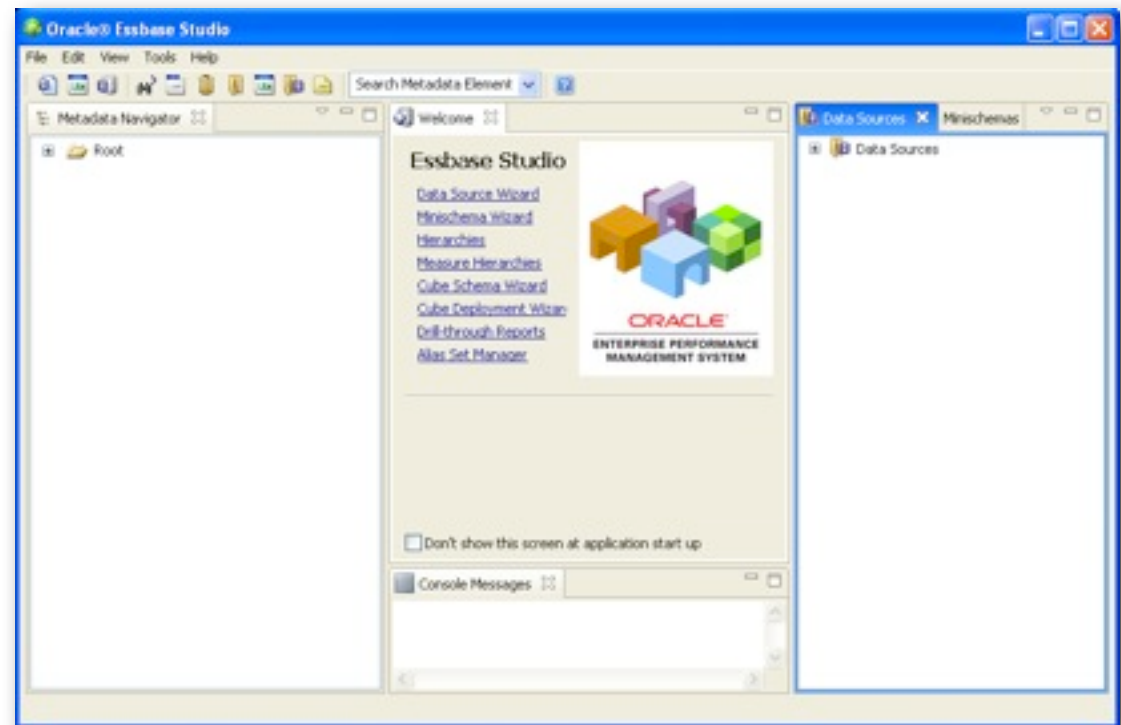 Oracle® Essbase Studio
File Edit View Tools Help
Search Metadata Element
Metadata Navigator
Root
Welcome
Essbase Studio
Data Source Wizard
Minischema Wizard
Hierarchies
Measure Hierarchies
Cube Schema Wizard
Cube Deployment Wizar
Drill-through Reports
Alias Set Manager
ORACLE
ENTERPRISE PERFORMANCE
MANAGEMENT SYSTEM
Don't show this screen at application start up
Console Messages
Data Sources Minischemas
Data Sources